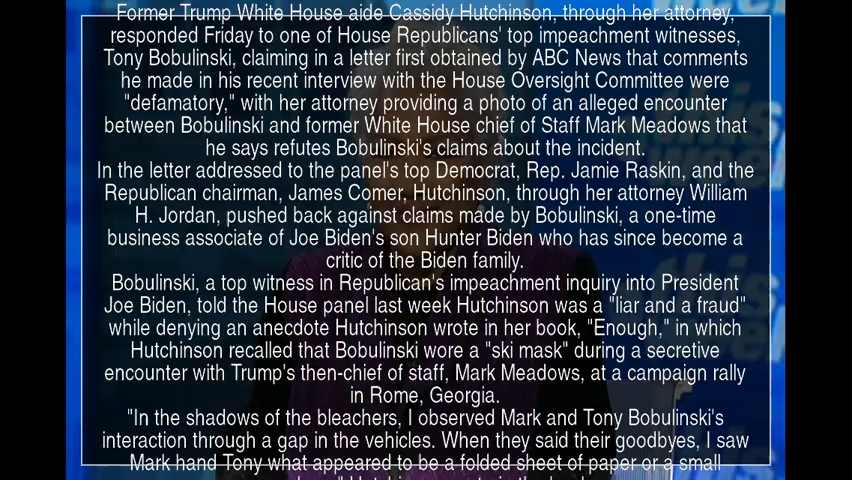 Former Trump White House aide Cassidy Hutchinson, through her attorney,
responded Friday to one of House Republicans' top impeachment witnesses,
Tony Bobulinski, claiming in a letter first obtained by ABC News that comments
he made in his recent interview with the House Oversight Committee were
"defamatory," with her attorney providing a photo of an alleged encounter
between Bobulinski and former White House chief of Staff Mark Meadows that
he says refutes Bobulinski's claims about the incident.
In the letter addressed to the panel's top Democrat, Rep. Jamie Raskin, and the
Republican chairman, James Comer, Hutchinson, through her attorney William
H. Jordan, pushed back against claims made by Bobulinski, a one-time
business associate of Joe Biden's son Hunter Biden who has since become a
critic of the Biden family.
Bobulinski, a top witness in Republican's impeachment inquiry into President
Joe Biden, told the House panel last week Hutchinson was a "liar and a fraud"
while denying an anecdote Hutchinson wrote in her book, "Enough," in which
Hutchinson recalled that Bobulinski wore a "ski mask" during a secretive
encounter with Trump's then-chief of staff, Mark Meadows, at a campaign rally
in Rome, Georgia.
"In the shadows of the bleachers, I observed Mark and Tony Bobulinski's
interaction through a gap in the vehicles. When they said their goodbyes, I saw
Mark hand Tony what appeared to be a folded sheet of paper or a small